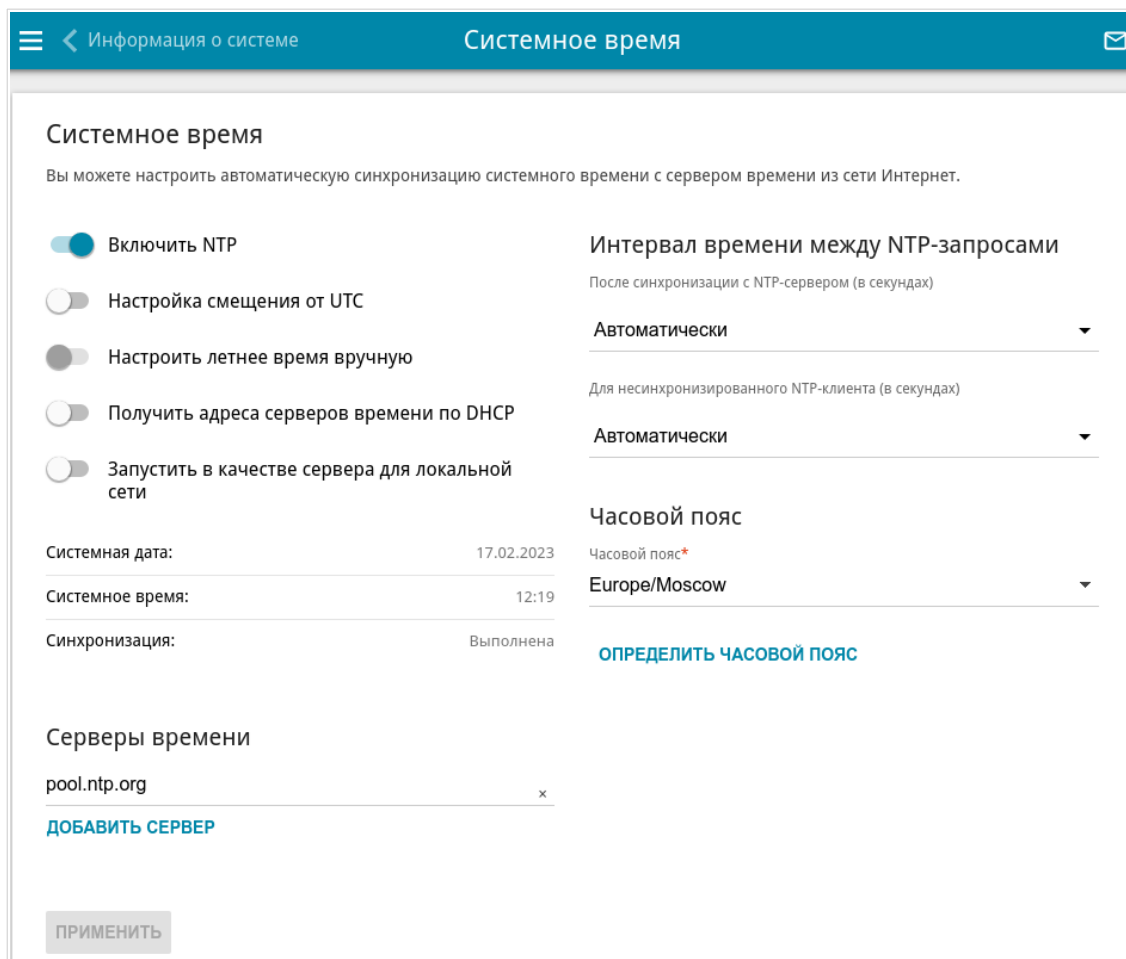 Информация о системе
Системное время
Системное время
Вы можете настроить автоматическую синхронизацию системного времени с сервером времени из сети Интернет.
Включить NTP
Настройка смещения от UTC
Настроить летнее время вручную
Получить адреса серверов времени по DHCP
Запустить в качестве сервера для локальной
сети
Системная дата: 17.02.2023
Системное время: 12:19
Синхронизация: Выполнена
Серверы времени
pool.ntp.org ×
ДОБАВИТЬ СЕРВЕР
Интервал времени между NTP-запросами
После синхронизации с NTP-сервером (в секундах)
Автоматически
Для несинхронизированного NTP-клиента (в секундах)
Автоматически
Часовой пояс
Часовой пояс*
Europe/Moscow
ОПРЕДЕЛИТЬ ЧАСОВОЙ ПОЯС
ПРИМЕНИТЬ